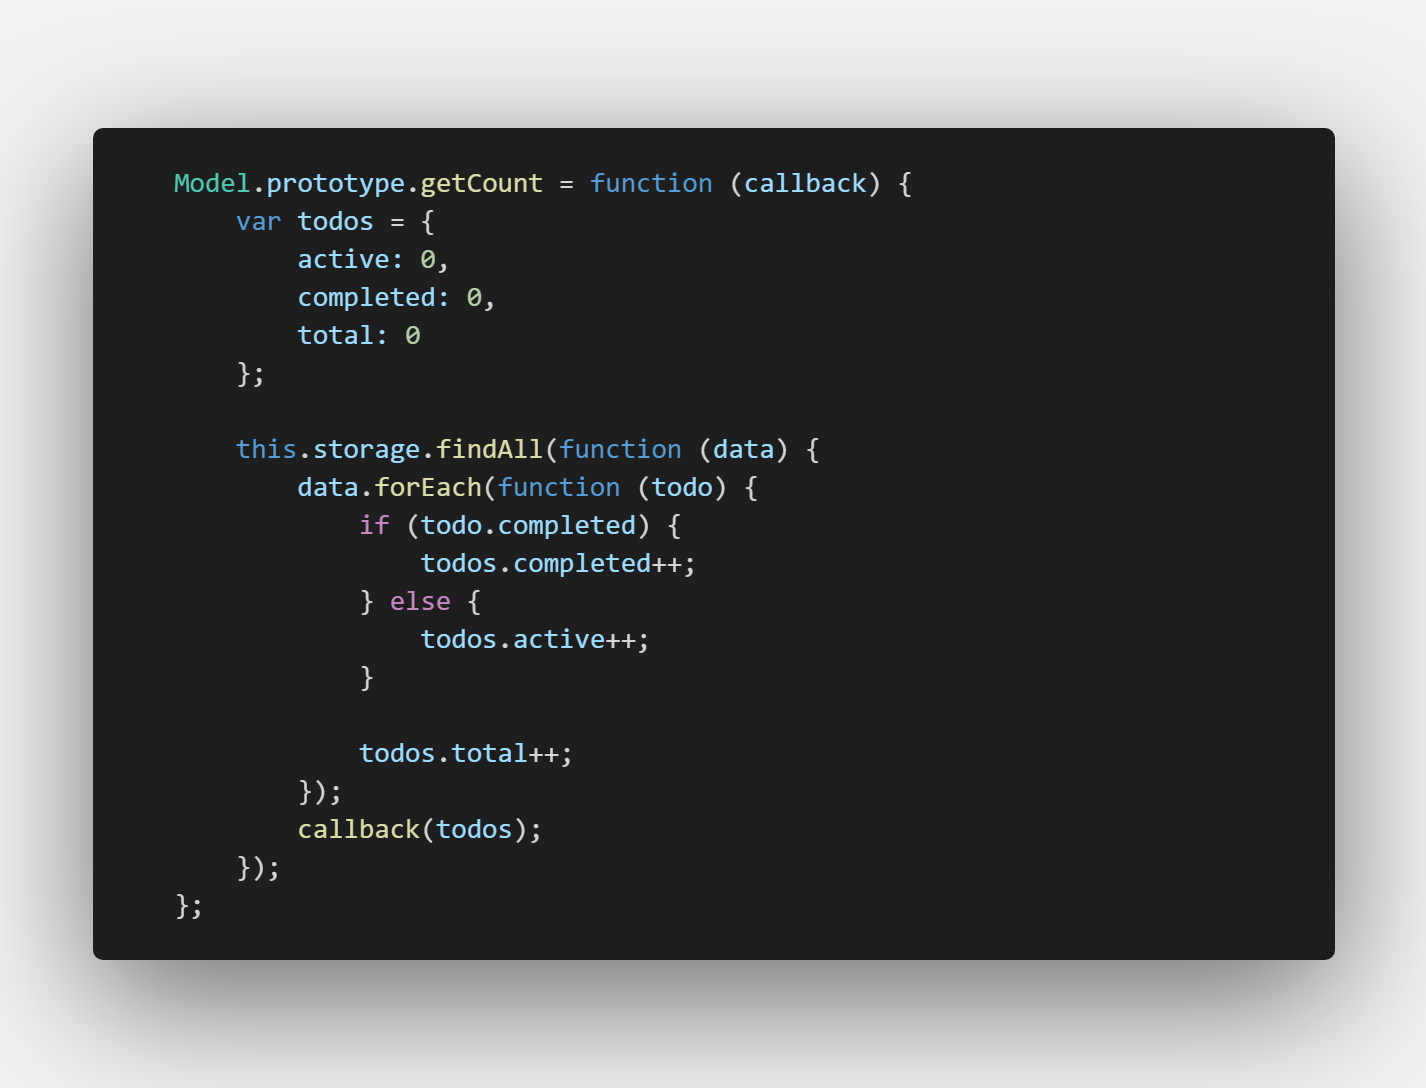 Model.prototype.getCount = function (callback) {
    var todos = {
        active: 0,
        completed: 0,
        total: 0
    };

    this.storage.findAll(function (data) {
        data.forEach(function (todo) {
            if (todo.completed) {
                todos.completed++;
            } else {
                todos.active++;
            }

            todos.total++;
        });
        callback(todos);
    });
};